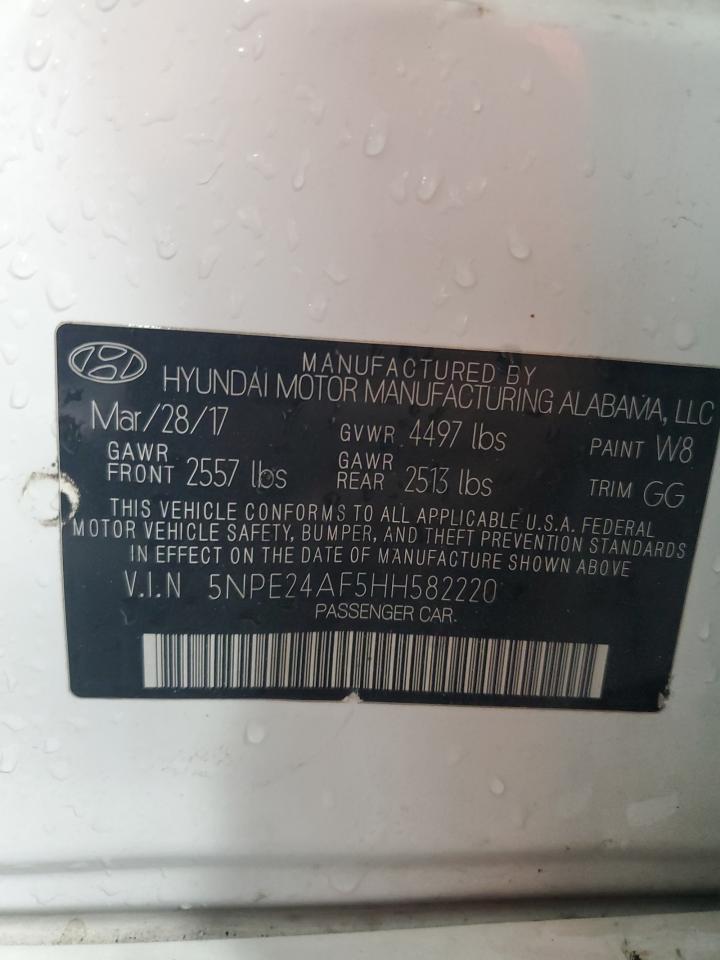 MANUFACTURED BY
HYUNDAI MOTOR MANUFACTURING ALABAMA, LLC
Mar/28/17 GVWR 4497 lbs PAINT W8
GAWR FRONT 2557 lbs GAWR REAR 2513 lbs TRIM GG
THIS VEHICLE CONFORMS TO ALL APPLICABLE U.S.A. FEDERAL
MOTOR VEHICLE SAFETY, BUMPER, AND THEFT PREVENTION STANDARDS
IN EFFECT ON THE DATE OF MANUFACTURE SHOWN ABOVE
V.I.N 5NPE24AF5HH582220
PASSENGER CAR.